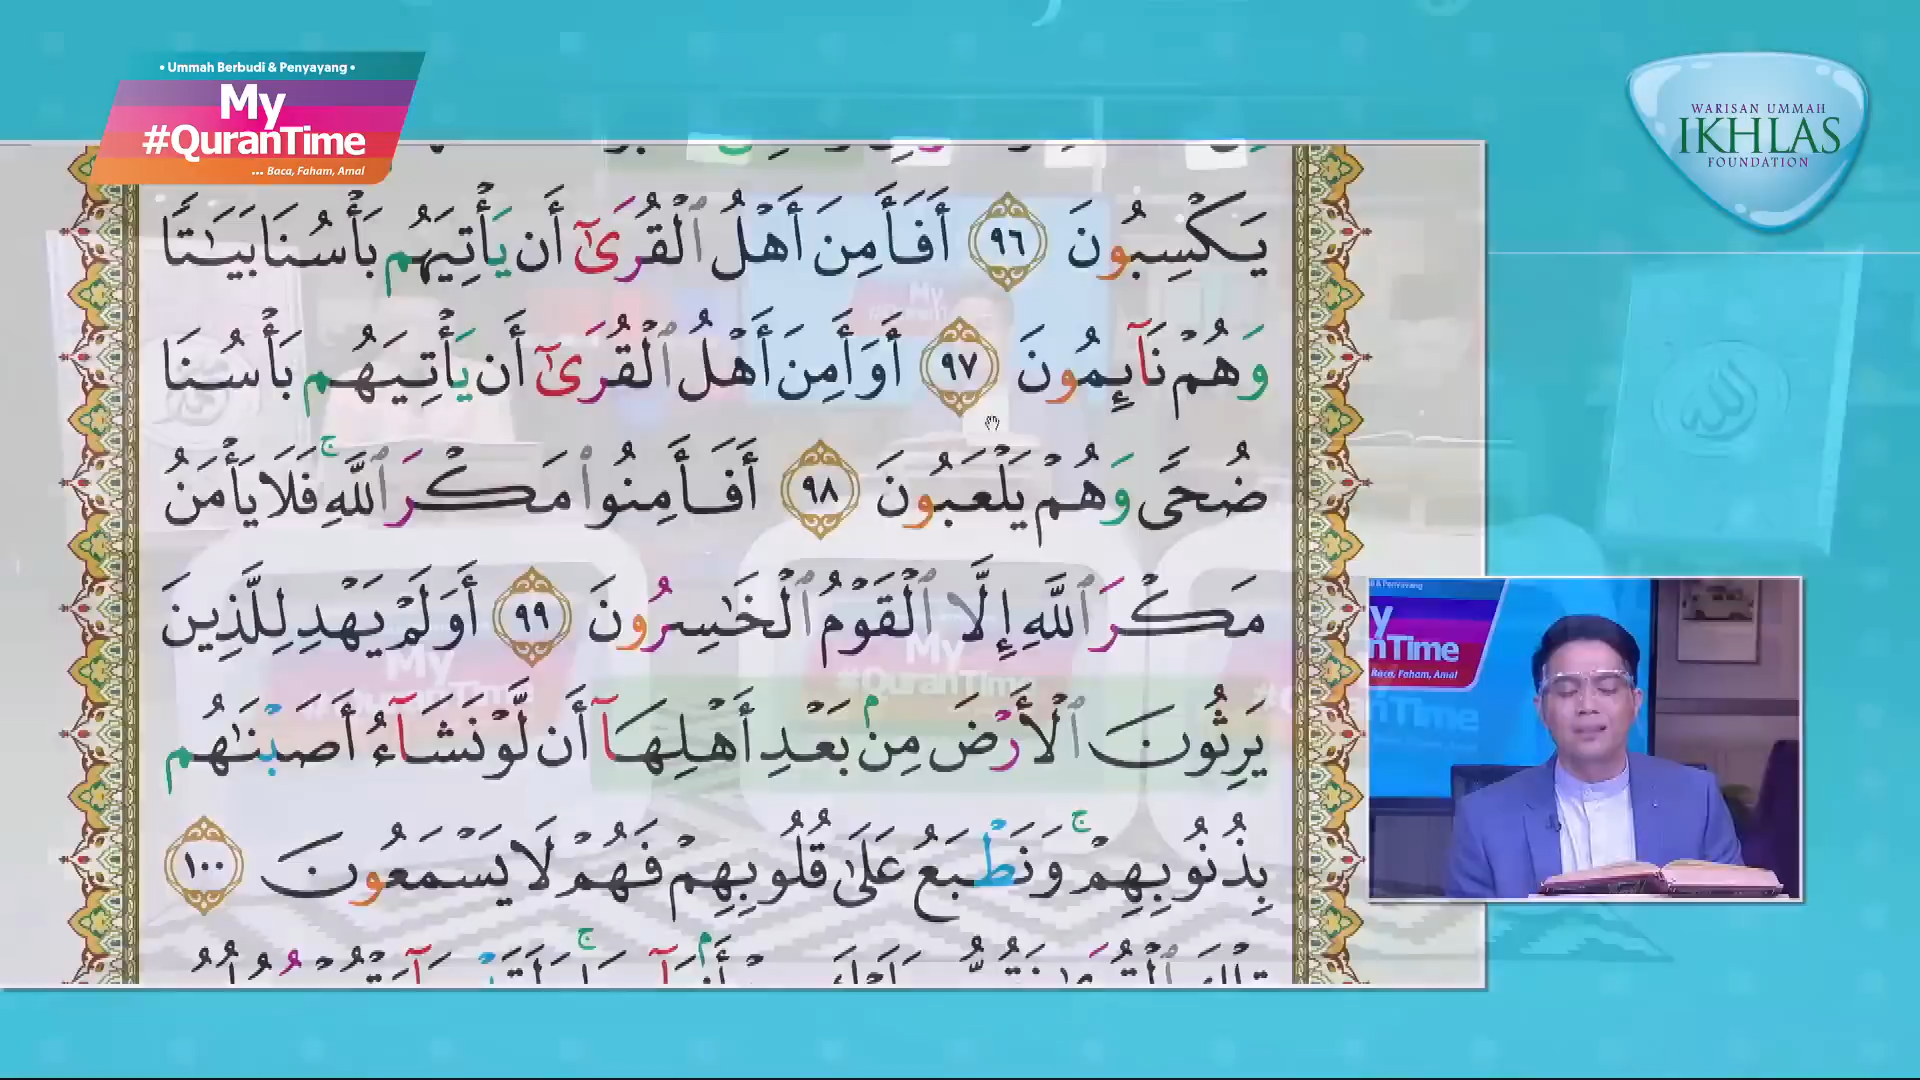 • Ummah Berbudi & Penyayang •
My
#QuranTime
... Baca, Faham, Amal
WARISAN UMMAH
IKHLAS
FOUNDATION
يَكْسِبُونَ ٩٦ أَفَأَمِنَ أَهْلُ ٱلْقُرَىٰٓ أَن يَأْتِيَهُم بَأْسُنَا بَيَـٰتًا
وَهُمْ نَآئِمُونَ ٩٧ أَوَأَمِنَ أَهْلُ ٱلْقُرَىٰٓ أَن يَأْتِيَهُم بَأْسُنَا
ضُحًى وَهُمْ يَلْعَبُونَ ٩٨ أَفَأَمِنُوا۟ مَكْرَ ٱللَّهِ ۚ فَلَا يَأْمَنُ
مَكْرَ ٱللَّهِ إِلَّا ٱلْقَوْمُ ٱلْخَـٰسِرُونَ ٩٩ أَوَلَمْ يَهْدِ لِلَّذِينَ
يَرِثُونَ ٱلْأَرْضَ مِنۢ بَعْدِ أَهْلِهَآ أَن لَّوْ نَشَآءُ أَصَبْنَـٰهُم
بِذُنُوبِهِمْ ۚ وَنَطْبَعُ عَلَىٰ قُلُوبِهِمْ فَهُمْ لَا يَسْمَعُونَ ١٠٠
Baca, Faham, Amal